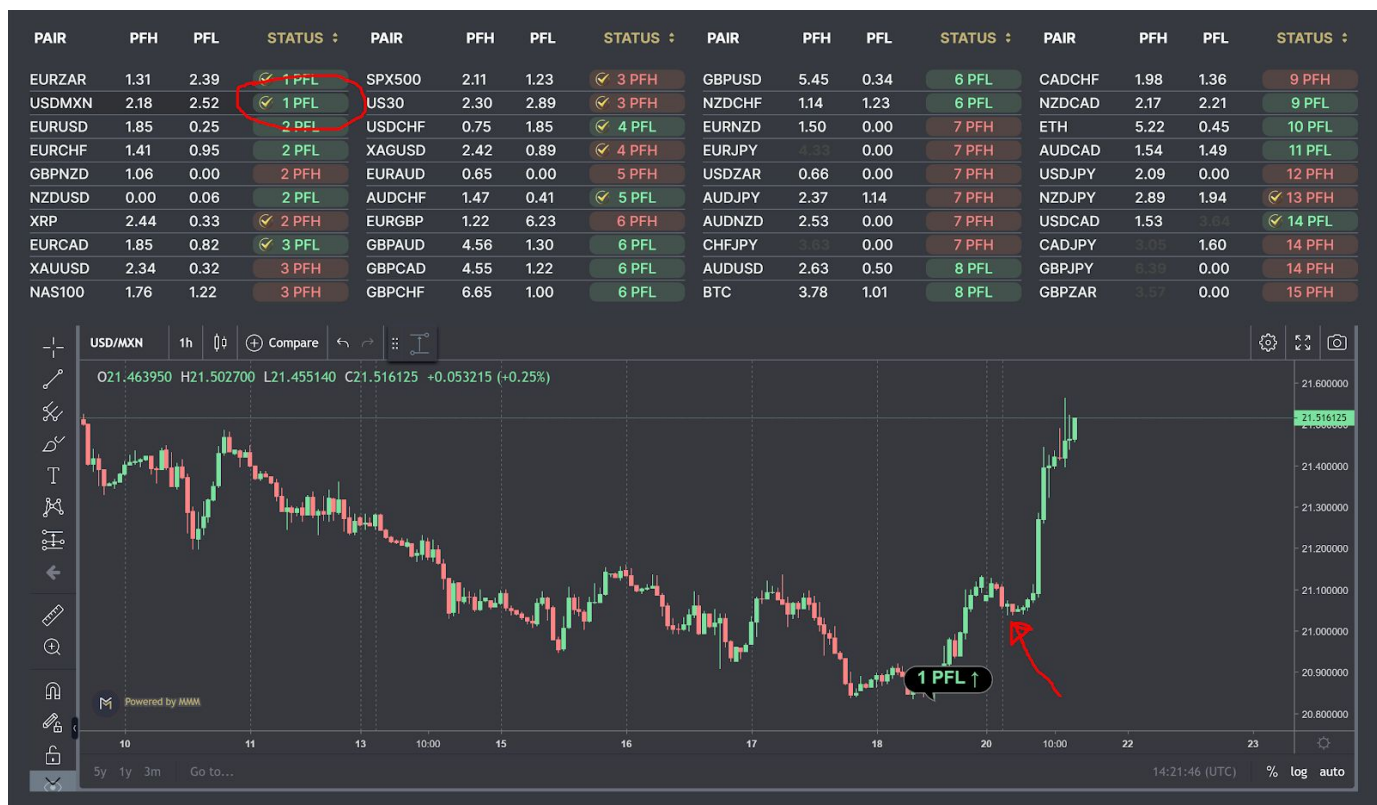 PAIR PFH PFL STATUS PAIR PFH PFL STATUS PAIR PFH PFL STATUS PAIR PFH PFL STATUS
EURZAR 1.31 2.39 1 PFL SPX500 2.11 1.23 3 PFH GBPUSD 5.45 0.34 6 PFL CADCHF 1.98 1.36 9 PFH
USDMXN 2.18 2.52 1 PFL US30 2.30 2.89 3 PFH NZDCHF 1.14 1.23 6 PFL NZDCAD 2.17 2.21 9 PFL
EURUSD 1.85 0.25 2 PFL USDCHF 0.75 1.85 4 PFL EURNZD 1.50 0.00 7 PFH ETH 5.22 0.45 10 PFL
EURCHF 1.41 0.95 2 PFL XAGUSD 2.42 0.89 4 PFH EURJPY 4.33 0.00 7 PFH AUDCAD 1.54 1.49 11 PFL
GBPNZD 1.06 0.00 2 PFH EURAUD 0.65 0.00 5 PFH USDZAR 0.66 0.00 7 PFH USDJPY 2.09 0.00 12 PFH
NZDUSD 0.00 0.06 2 PFL AUDCHF 1.47 0.41 5 PFL AUDJPY 2.37 1.14 7 PFH NZDJPY 2.89 1.94 13 PFH
XRP 2.44 0.33 2 PFH EURGBP 1.22 6.23 6 PFH AUDNZD 2.53 0.00 7 PFH USDCAD 1.53 3.64 14 PFL
EURCAD 1.85 0.82 3 PFL GBPAUD 4.56 1.30 6 PFL CHFJPY 3.63 0.00 7 PFH CADJPY 3.05 1.60 14 PFH
XAUUSD 2.34 0.32 3 PFH GBPCAD 4.55 1.22 6 PFL AUDUSD 2.63 0.50 8 PFL GBPJPY 6.39 0.00 14 PFH
NAS100 1.76 1.22 3 PFH GBPCHF 6.65 1.00 6 PFL BTC 3.78 1.01 8 PFL GBPZAR 3.57 0.00 15 PFH
USD/MXN 1h Compare
O21.463950 H21.502700 L21.455140 C21.516125 +0.053215 (+0.25%)
21.600000
21.516125
21.400000
21.300000
21.200000
21.100000
21.000000
20.900000
20.800000
1 PFL ↑
Powered by MMM
10 11 13 10:00 15 16 17 18 20 10:00 22 23
5y 1y 3m Go to... 14:21:46 (UTC) % log auto